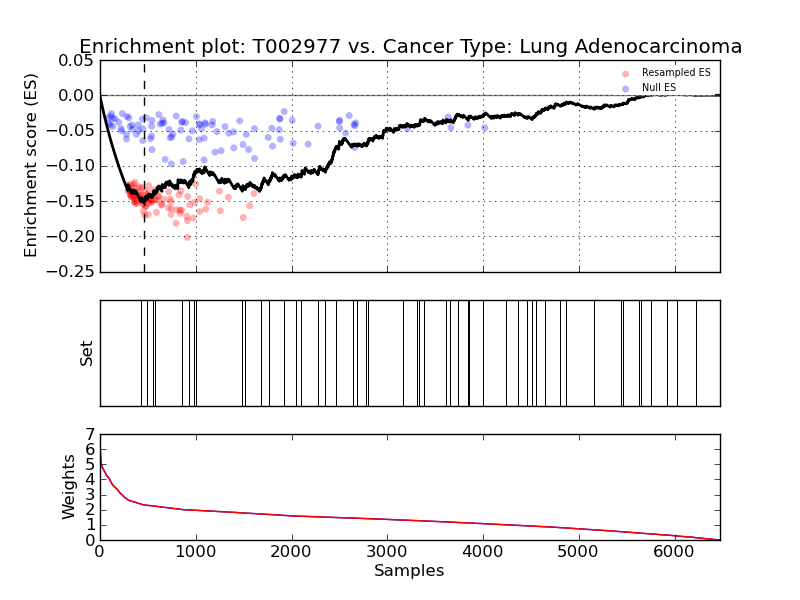 Enrichment plot: T002977 vs. Cancer Type: Lung Adenocarcinoma
Enrichment score (ES)
0.05
0.00
−0.05
−0.10
−0.15
−0.20
−0.25
Resampled ES
Null ES
Set
Weights
7
6
5
4
3
2
1
0
0 1000 2000 3000 4000 5000 6000
Samples